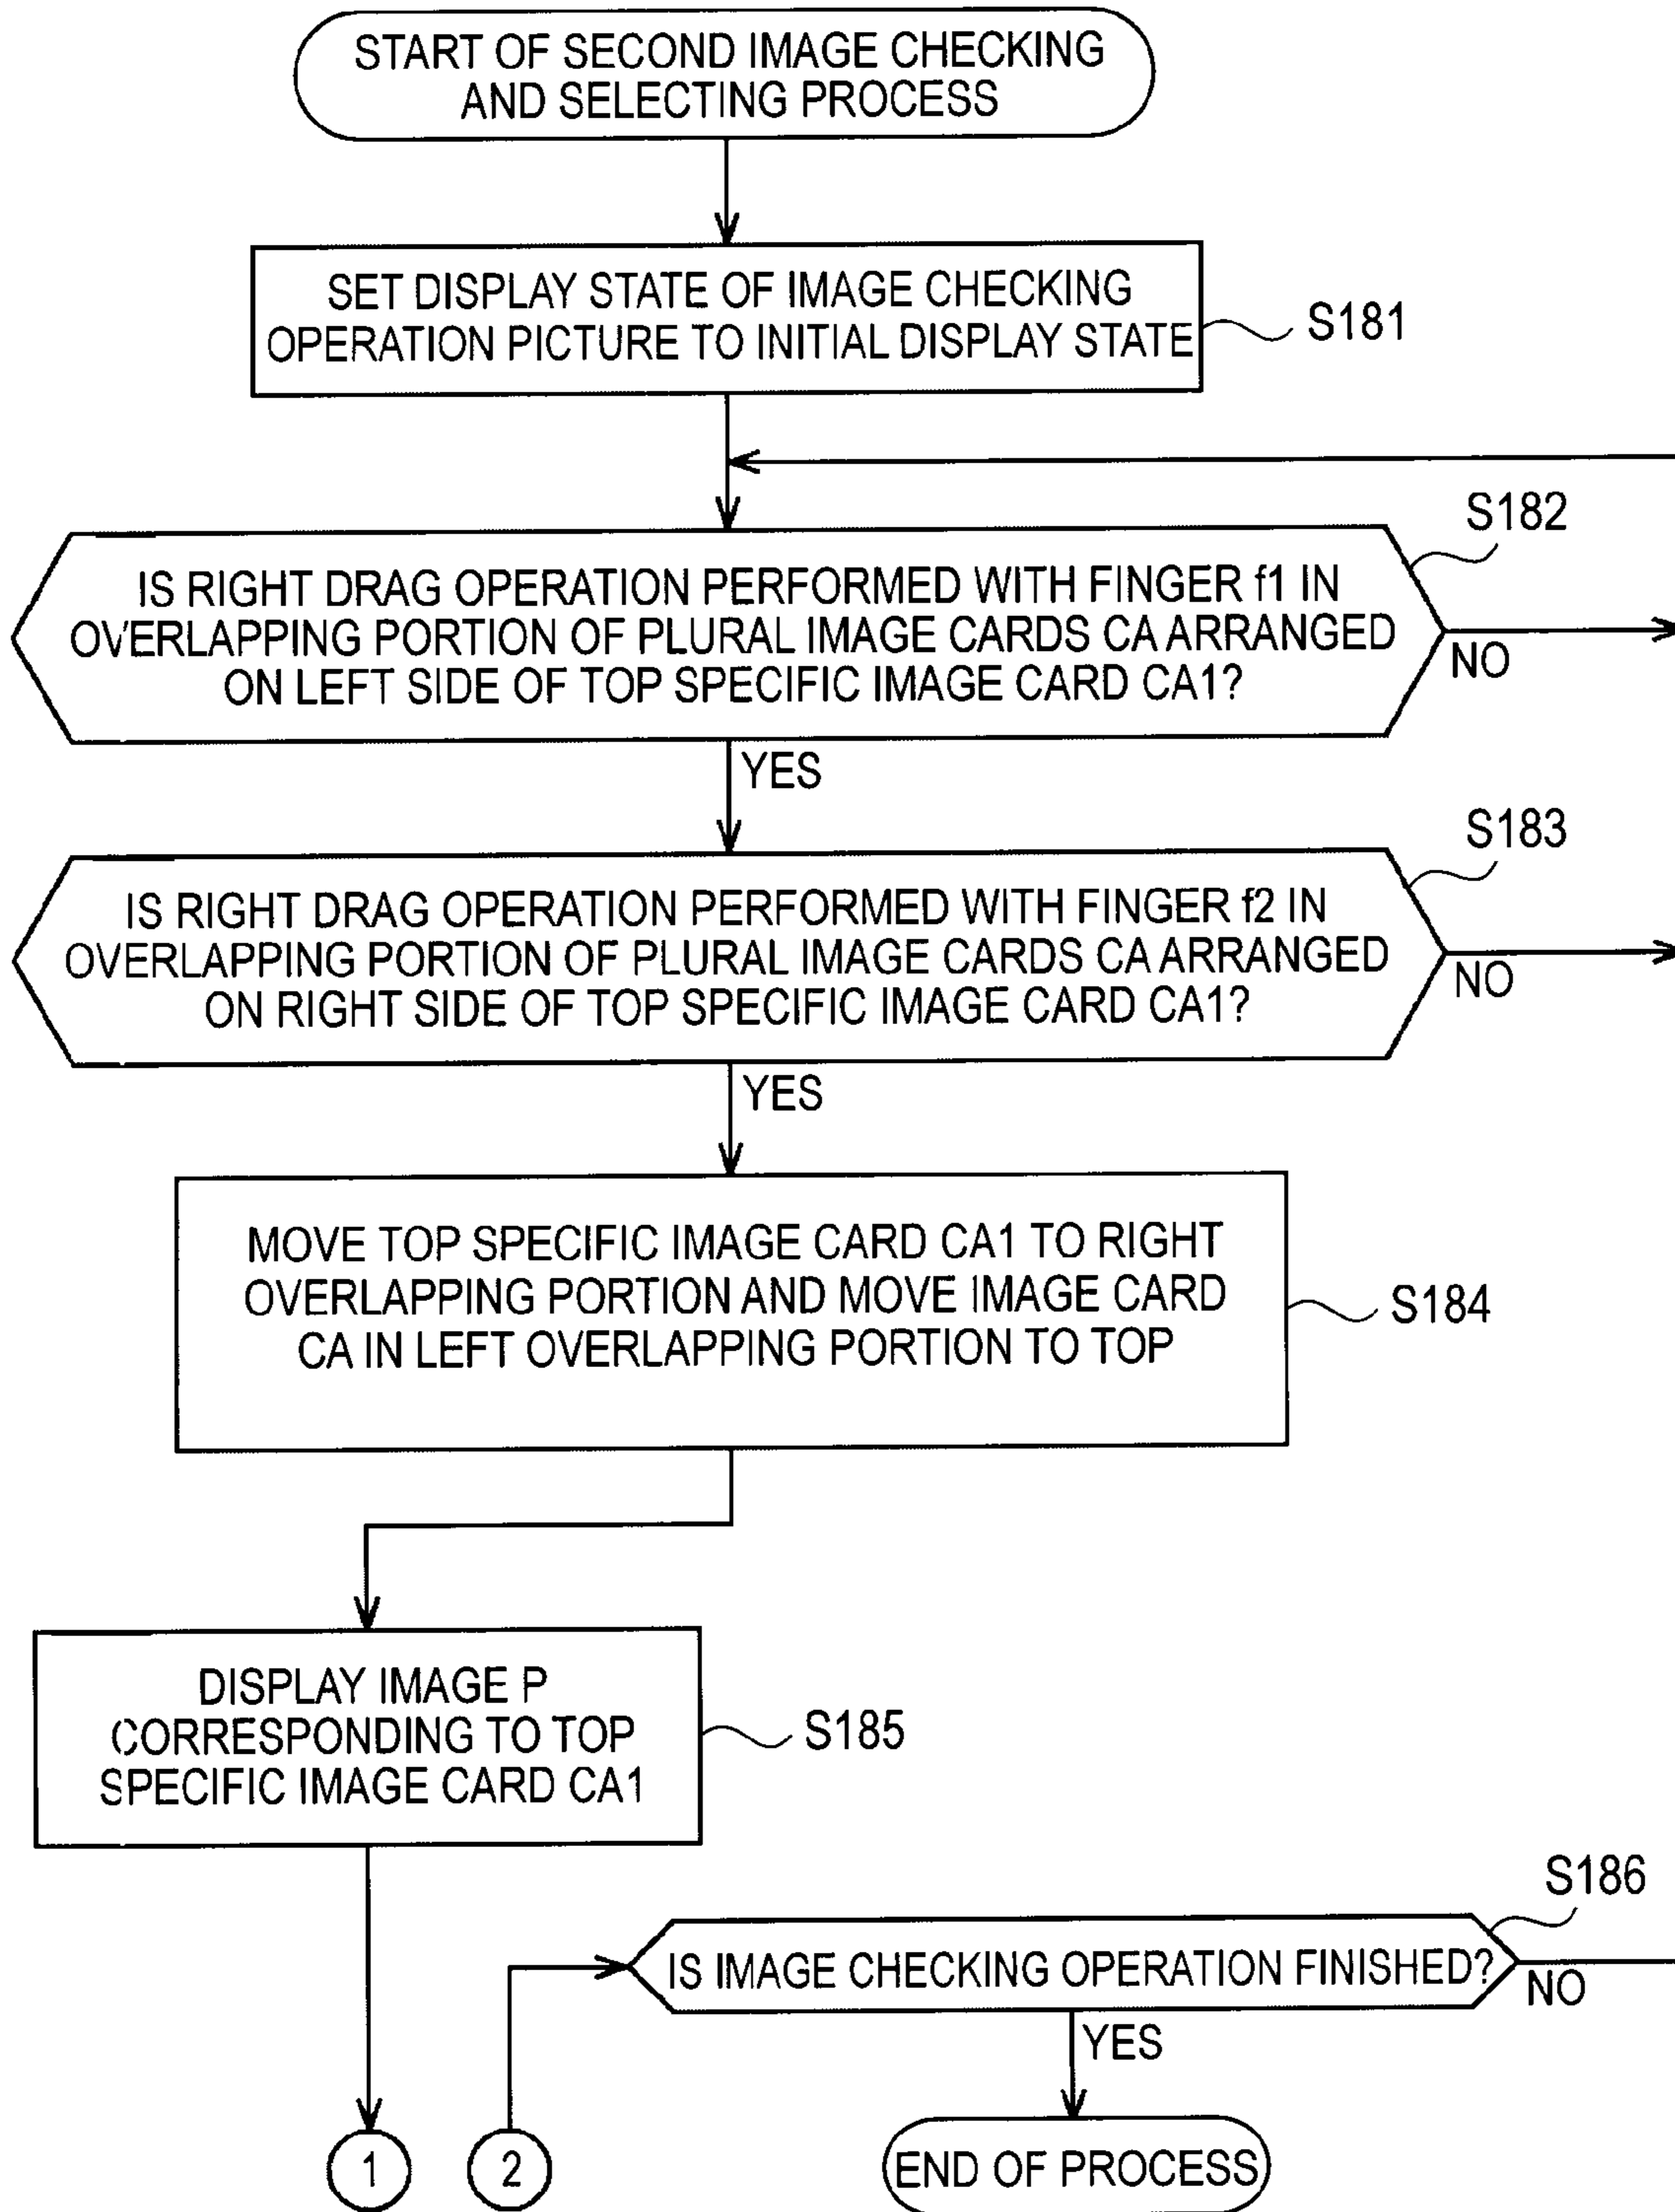 START OF SECOND IMAGE CHECKING
AND SELECTING PROCESS
SET DISPLAY STATE OF IMAGE CHECKING
OPERATION PICTURE TO INITIAL DISPLAY STATE
S181
S182
IS RIGHT DRAG OPERATION PERFORMED WITH FINGER f1 IN
OVERLAPPING PORTION OF PLURAL IMAGE CARDS CA ARRANGED
ON LEFT SIDE OF TOP SPECIFIC IMAGE CARD CA1?
NO
YES
S183
IS RIGHT DRAG OPERATION PERFORMED WITH FINGER f2 IN
OVERLAPPING PORTION OF PLURAL IMAGE CARDS CA ARRANGED
ON RIGHT SIDE OF TOP SPECIFIC IMAGE CARD CA1?
NO
YES
MOVE TOP SPECIFIC IMAGE CARD CA1 TO RIGHT
OVERLAPPING PORTION AND MOVE IMAGE CARD
CA IN LEFT OVERLAPPING PORTION TO TOP
S184
DISPLAY IMAGE P
CORRESPONDING TO TOP
SPECIFIC IMAGE CARD CA1
S185
S186
IS IMAGE CHECKING OPERATION FINISHED?
NO
YES
1
2
END OF PROCESS